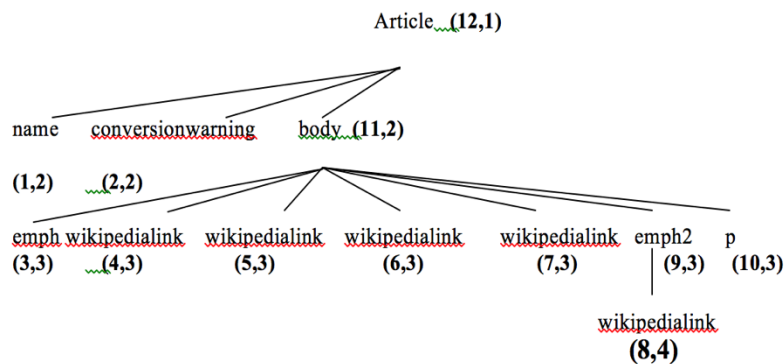 Article (12,1)
name conversionwarning body (11,2)
(1,2) (2,2)
emph wikipedialink wikipedialink wikipedialink wikipedialink emph2 p
(3,3) (4,3) (5,3) (6,3) (7,3) (9,3) (10,3)
wikipedialink
(8,4)